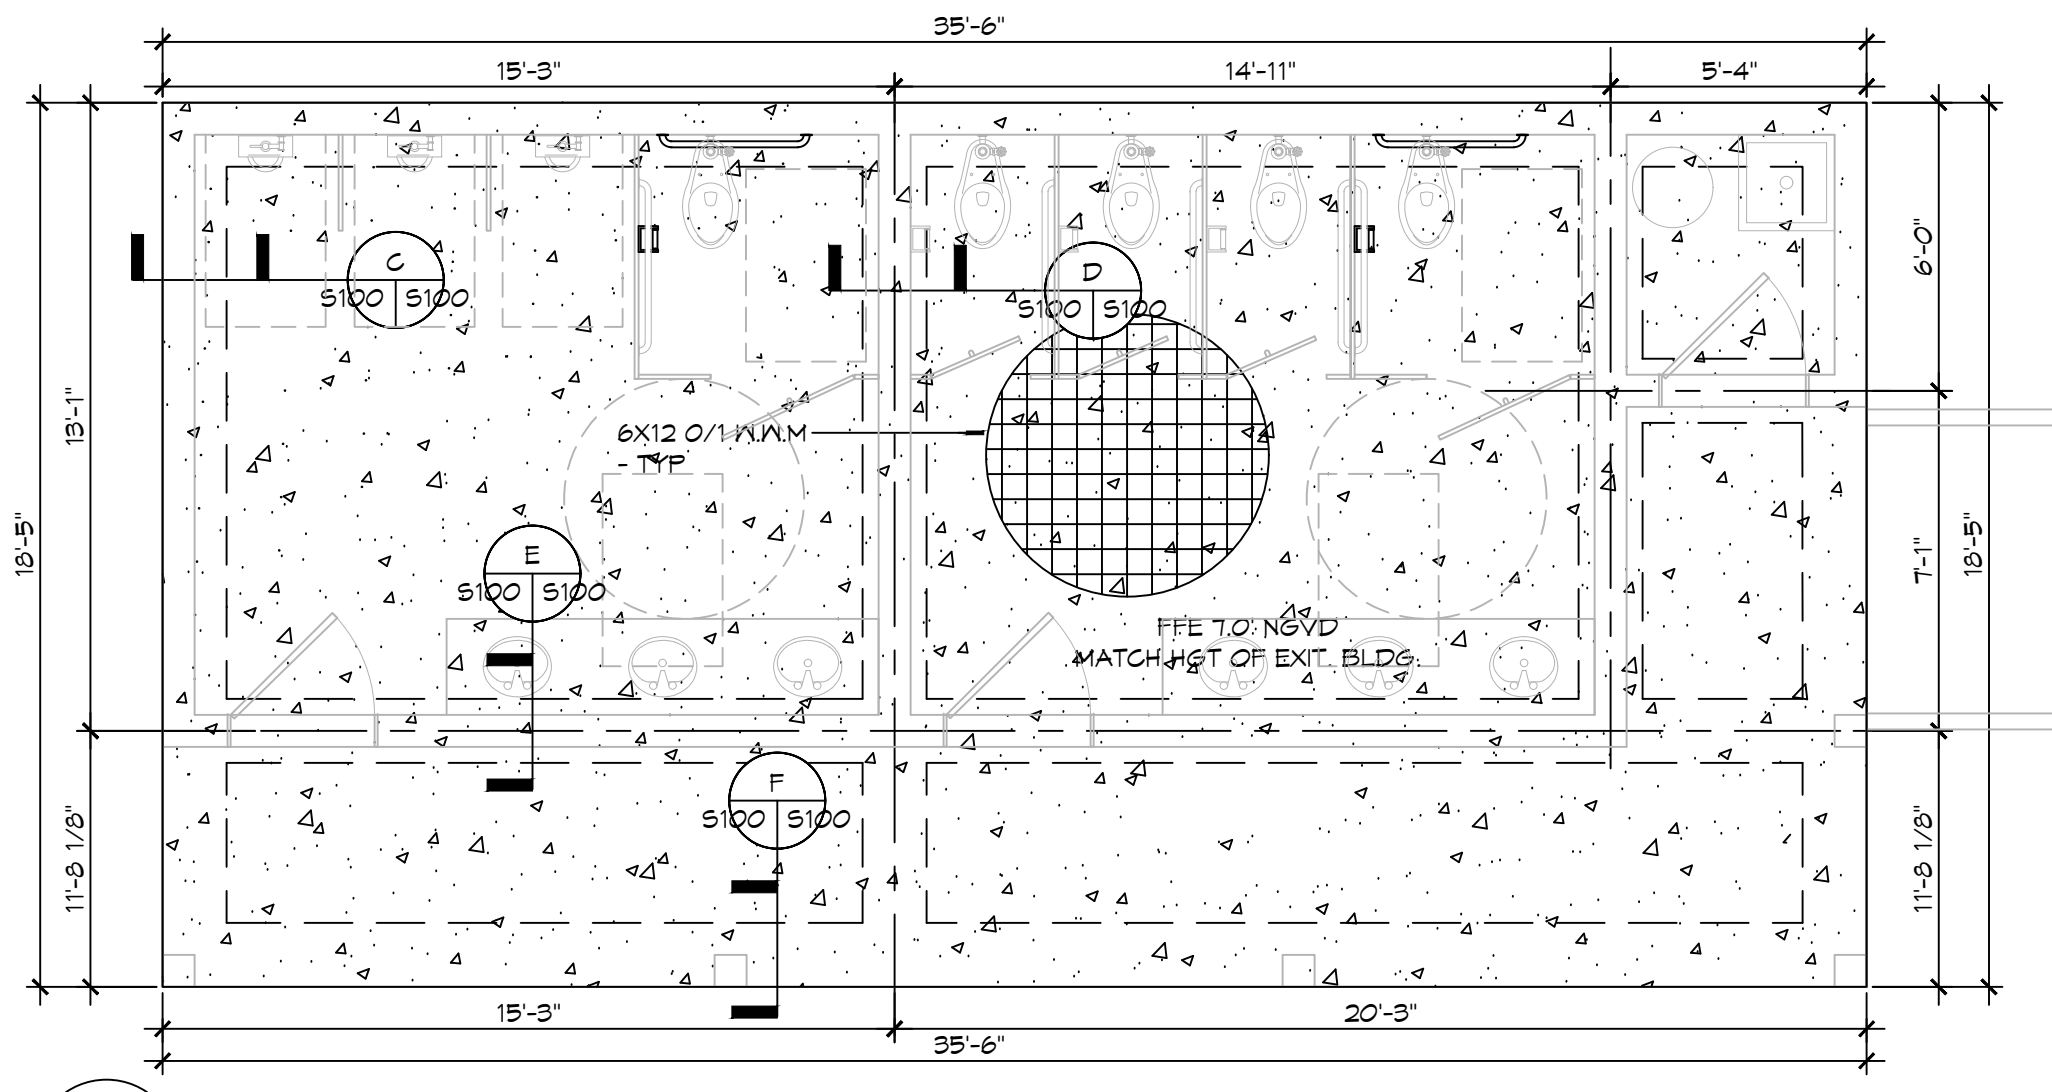 35'-6"
15'-3"
14'-11"
5'-4"
C
S100 S100
D
S100 S100
6'-0"
13'-1"
6X12 0/1 W.W.M
- TYP
18'-5"
E
S100 S100
7'-1"
18'-5"
FFE 7.0' NGVD
MATCH HGT OF EXIT. BLDG.
F
S100 S100
11'-8 1/8"
11'-8 1/8"
15'-3"
20'-3"
35'-6"